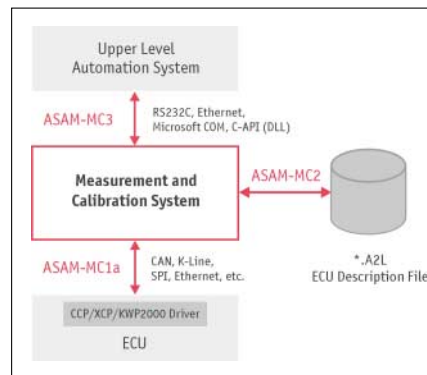 Upper Level
Automation System
ASAM-MC3
RS232C, Ethernet,
Microsoft COM, C-API (DLL)
Measurement and
Calibration System
ASAM-MC2
*.A2L
ECU Description File
ASAM-MC1a
CAN, K-Line,
SPI, Ethernet, etc.
CCP/XCP/KWP2000 Driver
ECU